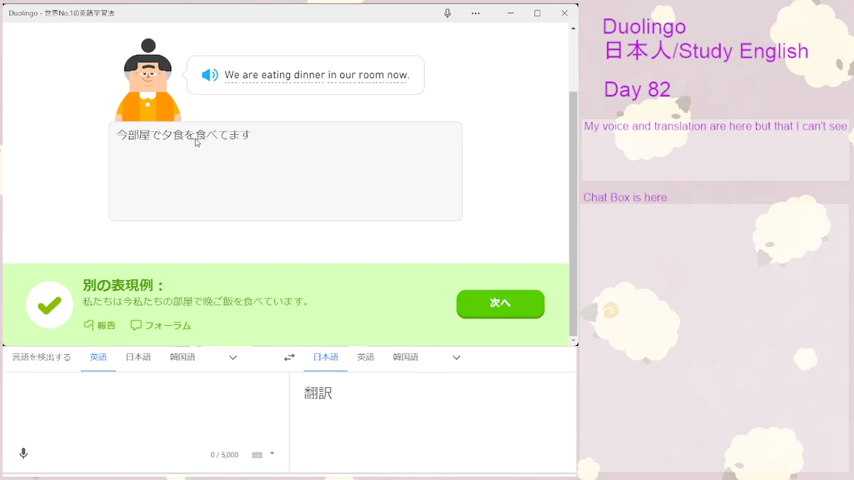 Duolingo - 世界No.1の英語学習法
We are eating dinner in our room now.
今部屋で夕食を食べてます
別の表現例：
私たちは今私たちの部屋で晩ご飯を食べています。
報告 フォーラム
次へ
言語を検出する 英語 日本語 韓国語
日本語 英語 韓国語
翻訳
0 / 5,000
Duolingo
日本人/Study English
Day 82
My voice and translation are here but that I can't see.
Chat Box is here.